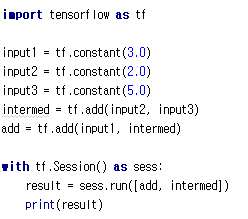 import tensorflow as tf
input1 = tf.constant(3.0)
input2 = tf.constant(2.0)
input3 = tf.constant(5.0)
intermed = tf.add(input2, input3)
add = tf.add(input1, intermed)
with tf.Session() as sess:
    result = sess.run([add, intermed])
    print(result)